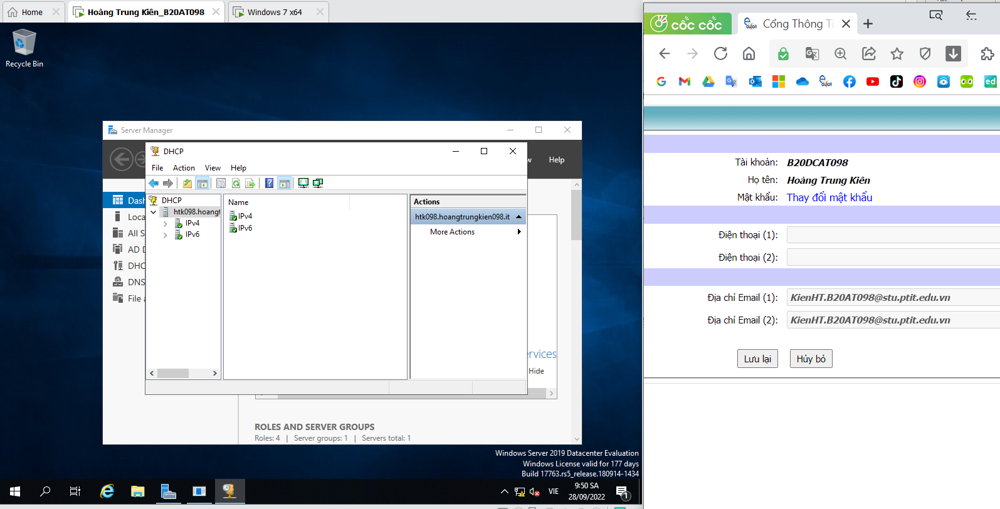 Home
Hoàng Trung Kiên_B20AT098
Windows 7 x64
Recycle Bin
Server Manager
Help
DHCP
File Action View Help
DHCP
htk098.hoangt
IPv4
IPv6
Name
IPv4
IPv6
Actions
htk098.hoangtrungkien098.it
More Actions
Dash
Loca
All S
AD D
DHC
DNS
File a
ervices
Hide
ROLES AND SERVER GROUPS
Roles: 4 | Server groups: 1 | Servers total: 1
Windows Server 2019 Datacenter Evaluation
Windows License valid for 177 days
Build 17763.rs5_release.180914-1434
VIE
9:50 SA
28/09/2022
1
cốc cốc
Cổng Thông Ti
ed
Tài khoản: B20DCAT098
Họ tên: Hoàng Trung Kiên
Mật khẩu: Thay đổi mật khẩu
Điện thoại (1):
Điện thoại (2):
Địa chỉ Email (1): KienHT.B20AT098@stu.ptit.edu.vn
Địa chỉ Email (2): KienHT.B20AT098@stu.ptit.edu.vn
Lưu lại Hủy bỏ